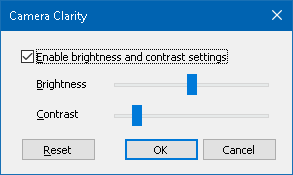 Camera Clarity
Enable brightness and contrast settings
Brightness
Contrast
Reset OK Cancel